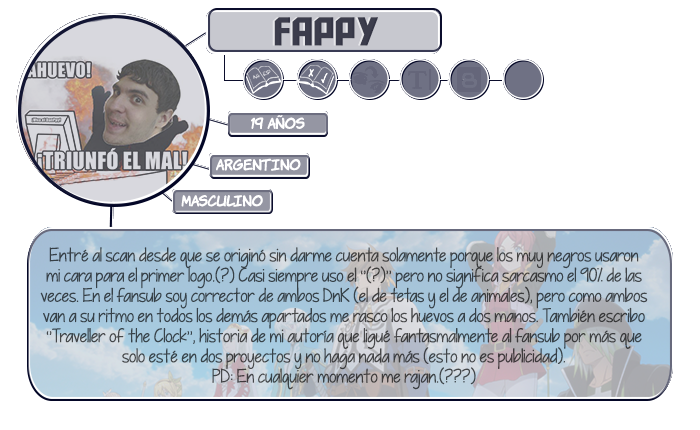 FAPPY
¡AHUEVO!
¡TRIUNFÓ EL MAL!
19 AÑOS
ARGENTINO
MASCULINO
Entré al scan desde que se originó sin darme cuenta solamente porque los muy negros usaron
mi cara para el primer logo.(?) Casi siempre uso el "(?)" pero no significa sarcasmo el 90% de las
veces. En el fansub soy corrector de ambos DnK (el de tetas y el de animales), pero como ambos
van a su ritmo en todos los demás apartados me rasco los huevos a dos manos. También escribo
"Traveller of the Clock", historia de mi autoría que ligué fantasmalmente al fansub por más que
solo esté en dos proyectos y no haga nada más (esto no es publicidad).
PD: En cualquier momento me rajan.(???)